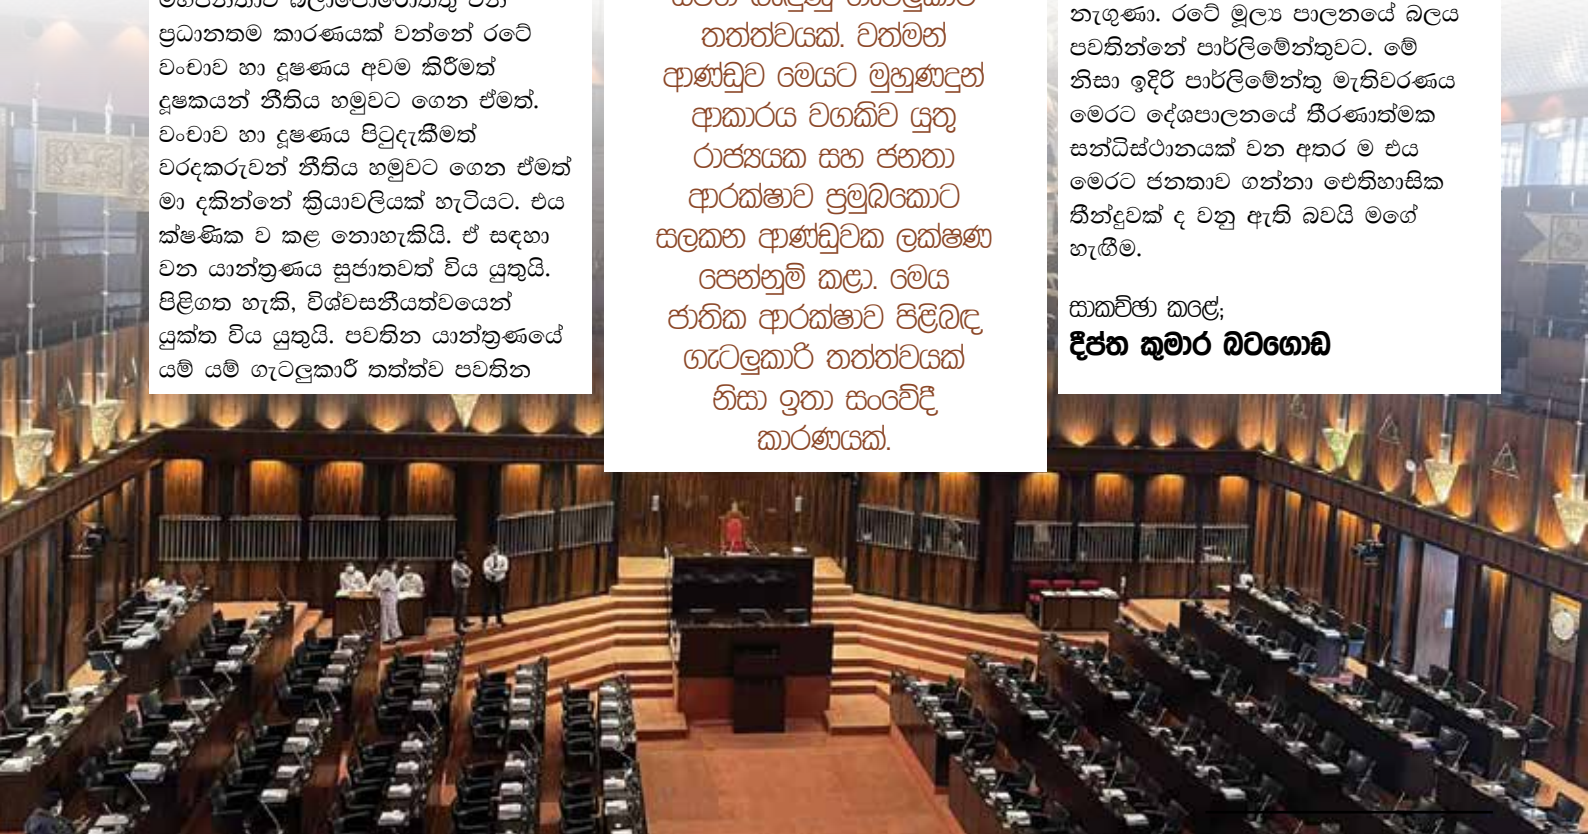 ප්‍රධානතම කාරණයක් වන්නේ රටේ
වංචාව හා දූෂණය අවම කිරීමත්
දූෂකයන් නීතිය හමුවට ගෙන ඒමත්.
වංචාව හා දූෂණය පිටුදැකීමත්
වරදකරුවන් නීතිය හමුවට ගෙන ඒමත්
මා දකින්නේ ක්‍රියාවලියක් හැටියට. එය
ක්ෂණික ව කළ නොහැකියි. ඒ සඳහා
වන යාන්ත්‍රණය සුජාතවත් විය යුතුයි.
පිළිගත හැකි, විශ්වසනීයත්වයෙන්
යුක්ත විය යුතුයි. පවතින යාන්ත්‍රණයේ
යම් යම් ගැටලුකාරී තත්ත්ව පවතින
තත්ත්වයක්. වත්මන්
ආණ්ඩුව මෙයට මුහුණදුන්
ආකාරය වගකිව යුතු
රාජ්‍යයක සහ ජනතා
ආරක්ෂාව ප්‍රමුඛකොට
සලකන ආණ්ඩුවක ලක්ෂණ
පෙන්නුම් කළා. මෙය
ජාතික ආරක්ෂාව පිළිබඳ
ගැටලුකාරී තත්ත්වයක්
නිසා ඉතා සංවේදී
කාරණයක්.
නැගුණා. රටේ මූල්‍ය පාලනයේ බලය
පවතින්නේ පාර්ලිමේන්තුවට. මේ
නිසා ඉදිරි පාර්ලිමේන්තු මැතිවරණය
මෙරට දේශපාලනයේ තීරණාත්මක
සන්ධිස්ථානයක් වන අතර ම එය
මෙරට ජනතාව ගන්නා ඓතිහාසික
තීන්දුවක් ද වනු ඇති බවයි මගේ
හැඟීම.
සාකච්ඡා කළේ;
දීප්ත කුමාර බටගොඩ